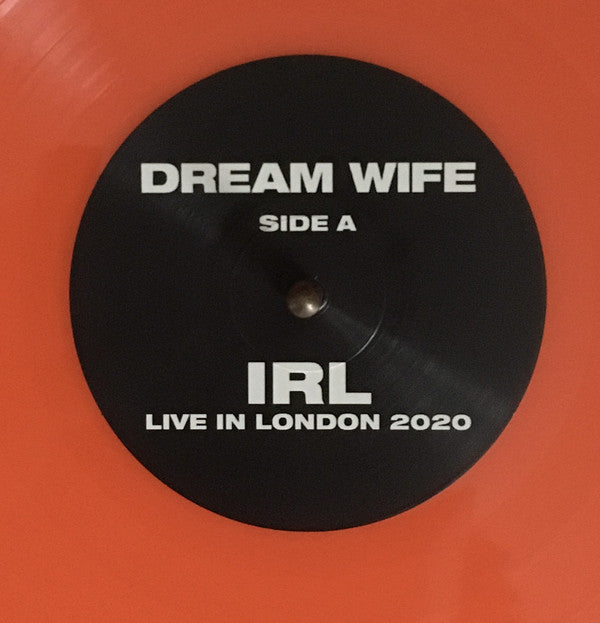 DREAM WIFE
SIDE A
IRL
LIVE IN LONDON 2020